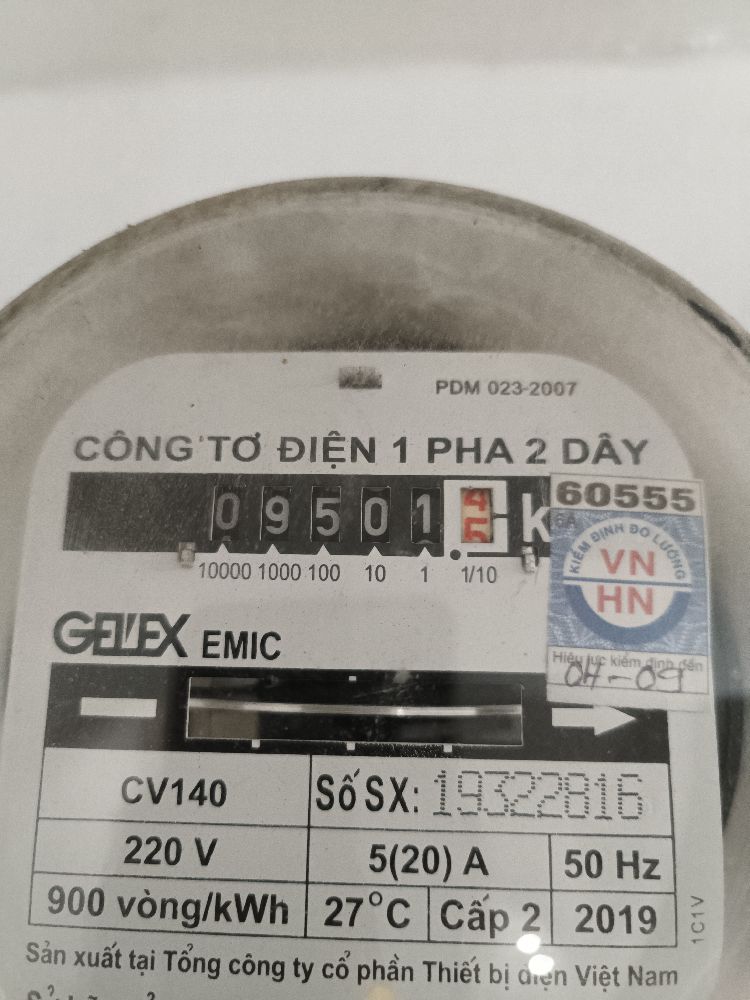 PDM 023-2007
CÔNG TƠ ĐIỆN 1 PHA 2 DÂY
09501 k
60555
10000 1000 100 10 1 1/10
KIỂM ĐỊNH ĐO LƯỜNG
VN
HN
Hiệu lực kiểm định đến
GELEX EMIC
CV140
Số SX: 19322816
220 V
5(20) A
50 Hz
900 vòng/kWh
27°C
Cấp 2
2019
1C1V
Sản xuất tại Tổng công ty cổ phần Thiết bị điện Việt Nam